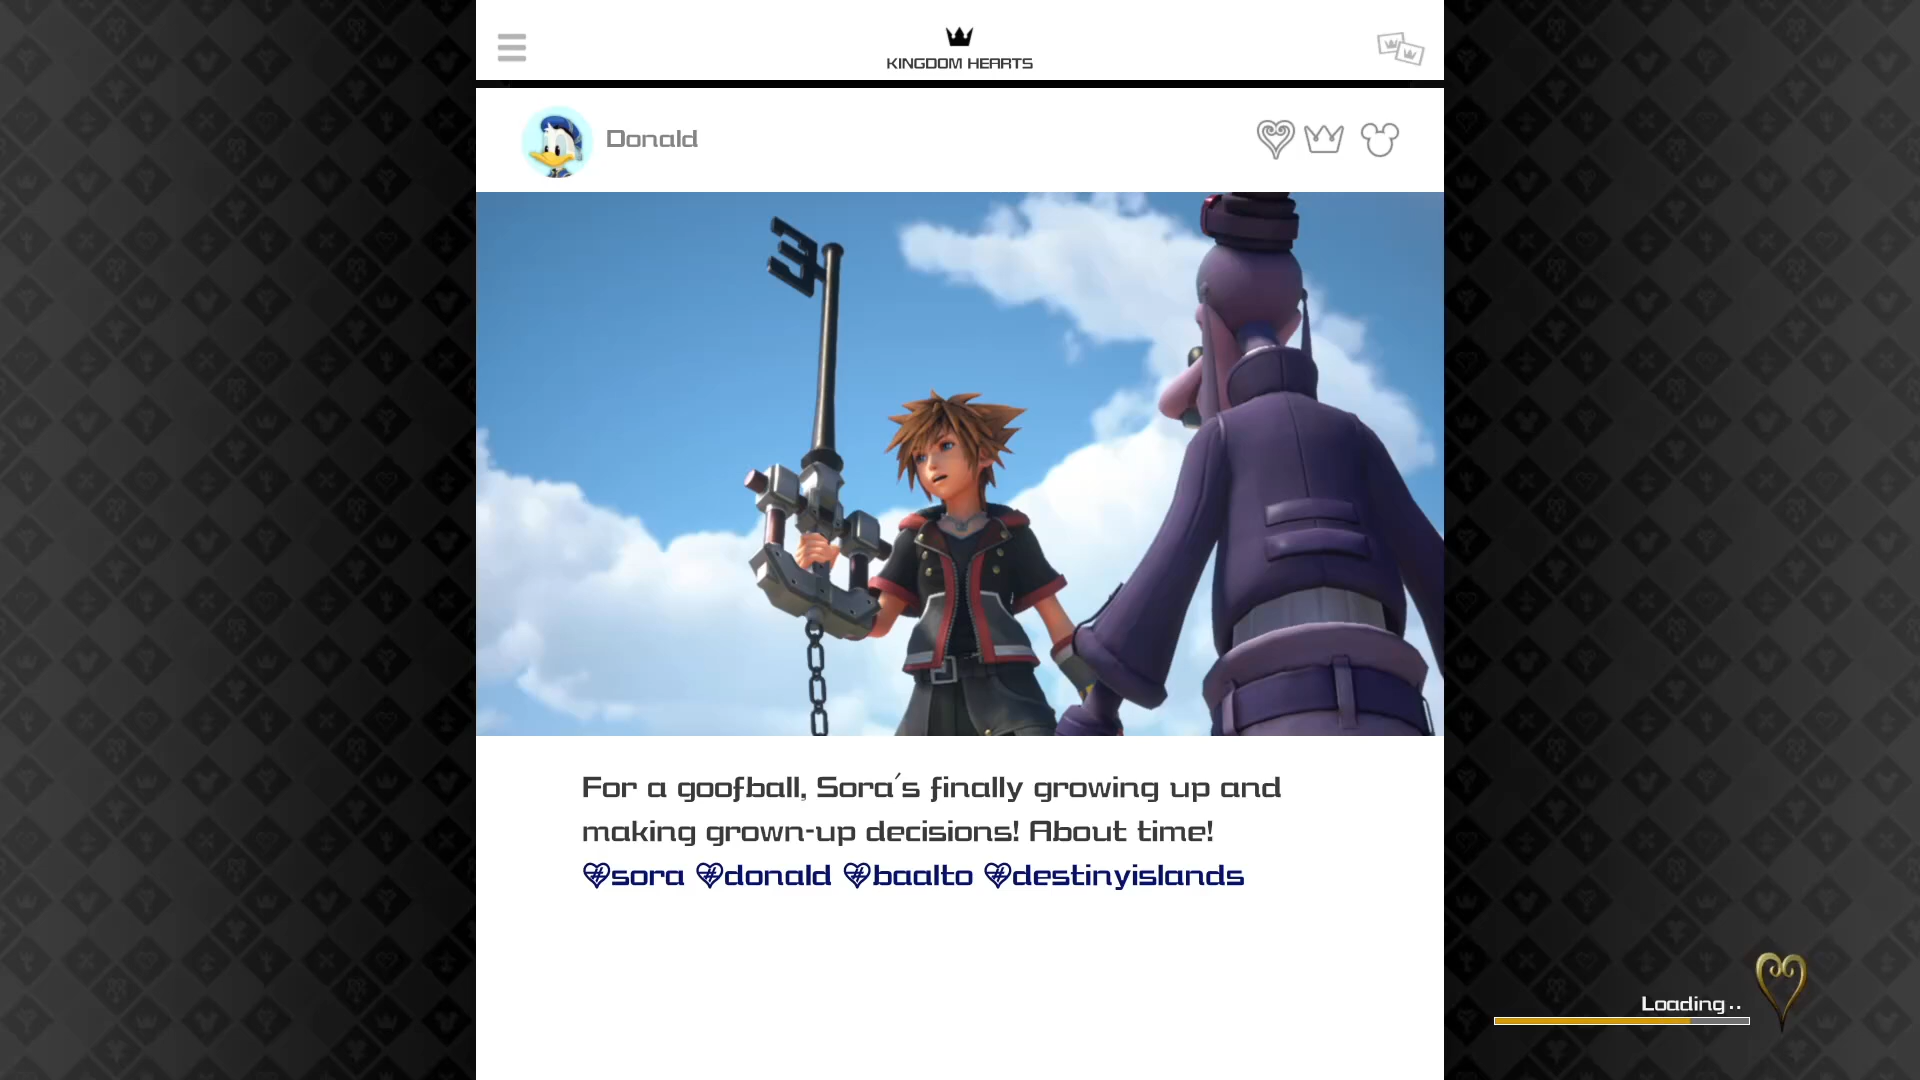 KINGDOM HEARTS
Donald
For a goofball, Sora's finally growing up and
making grown-up decisions! About time!
#sora #donald #baalto #destinyislands
Loading..